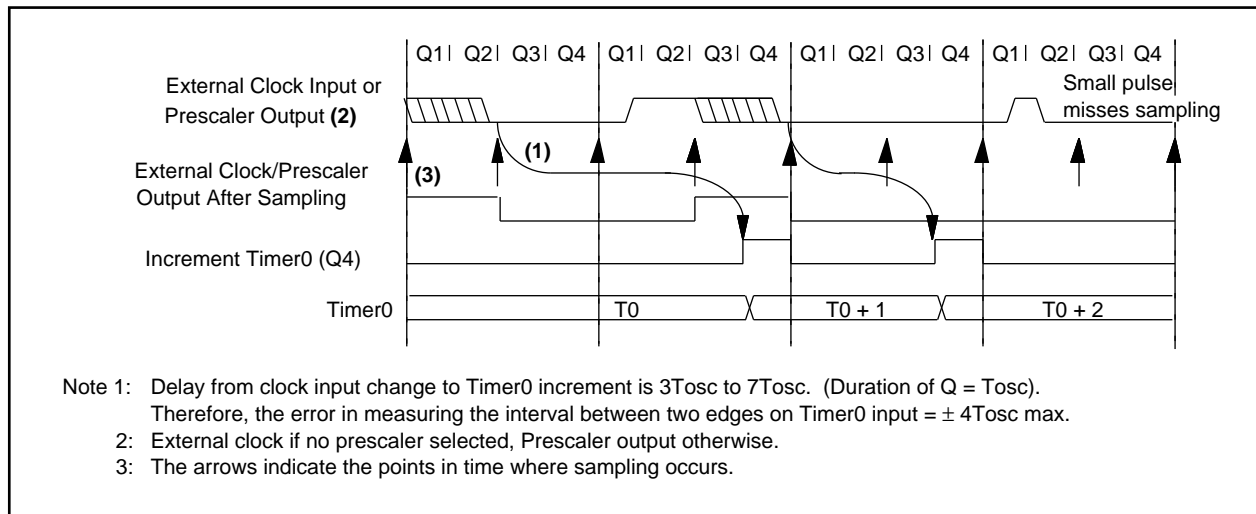 Q1| Q2| Q3| Q4 Q1| Q2| Q3| Q4 Q1| Q2| Q3| Q4 Q1| Q2| Q3| Q4
External Clock Input or
Prescaler Output (2)
Small pulse
misses sampling
(1)
(3)
External Clock/Prescaler
Output After Sampling
Increment Timer0 (Q4)
Timer0 T0 T0 + 1 T0 + 2
Note 1: Delay from clock input change to Timer0 increment is 3Tosc to 7Tosc. (Duration of Q = Tosc).
Therefore, the error in measuring the interval between two edges on Timer0 input = ± 4Tosc max.
2: External clock if no prescaler selected, Prescaler output otherwise.
3: The arrows indicate the points in time where sampling occurs.